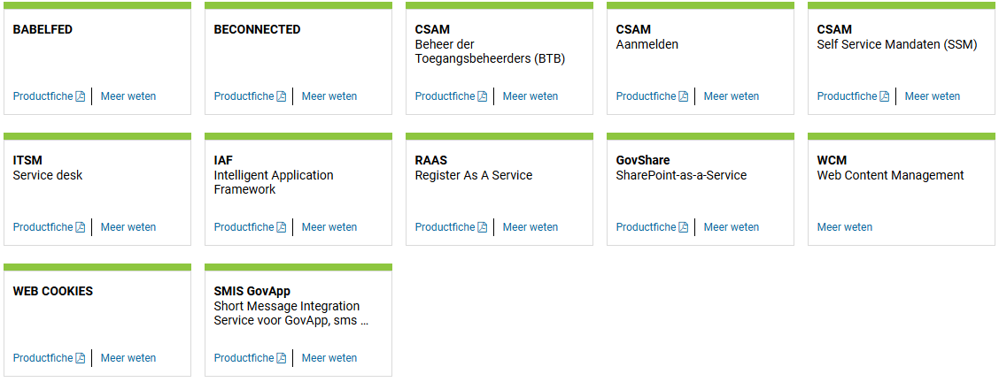 BABELFED
Productfiche
Meer weten
BECONNECTED
Productfiche
Meer weten
CSAM
Beheer der
Toegangsbeheerders (BTB)
Productfiche
Meer weten
CSAM
Aanmelden
Productfiche
Meer weten
CSAM
Self Service Mandaten (SSM)
Productfiche
Meer weten
ITSM
Service desk
Productfiche
Meer weten
IAF
Intelligent Application
Framework
Productfiche
Meer weten
RAAS
Register As A Service
Productfiche
Meer weten
GovShare
SharePoint-as-a-Service
Productfiche
Meer weten
WCM
Web Content Management
Meer weten
WEB COOKIES
Productfiche
Meer weten
SMIS GovApp
Short Message Integration
Service voor GovApp, sms ...
Productfiche
Meer weten